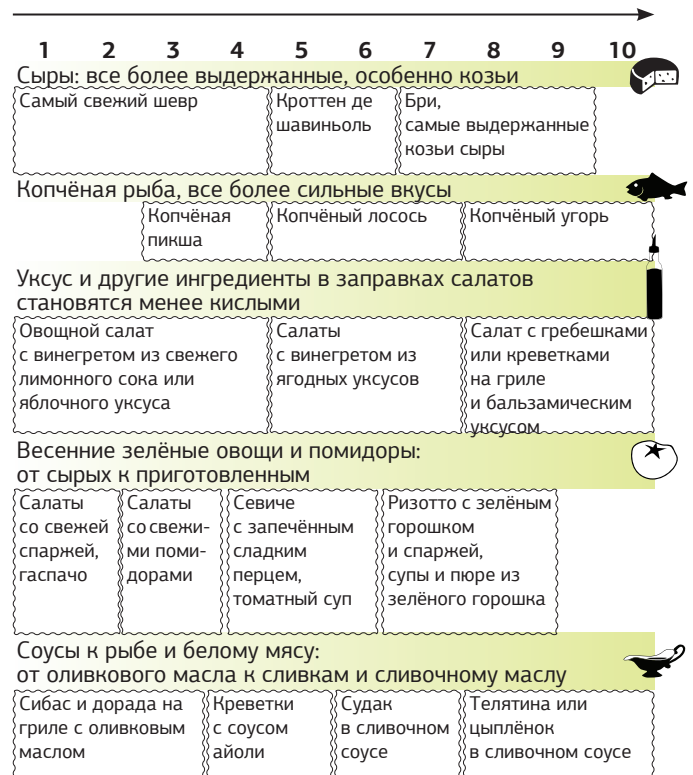 1 2 3 4 5 6 7 8 9 10
Сыры: все более выдержанные, особенно козьи
Самый свежий шевр
Кроттен де
шавиньоль
Бри,
самые выдержанные
козьи сыры
Копчёная рыба, все более сильные вкусы
Копчёная
пикша
Копчёный лосось
Копчёный угорь
Уксус и другие ингредиенты в заправках салатов
становятся менее кислыми
Овощной салат
с винегретом из свежего
лимонного сока или
яблочного уксуса
Салаты
с винегретом из
ягодных уксусов
Салат с гребешками
или креветками
на гриле
и бальзамическим
уксусом
Весенние зелёные овощи и помидоры:
от сырых к приготовленным
Салаты
со свежей
спаржей,
гаспачо
Салаты
со свежи-
ми поми-
дорами
Севиче
с запечённым
сладким
перцем,
томатный суп
Ризотто с зелёным
горошком
и спаржей,
супы и пюре из
зелёного горошка
Соусы к рыбе и белому мясу:
от оливкового масла к сливкам и сливочному маслу
Сибас и дорада на
гриле с оливковым
маслом
Креветки
с соусом
айоли
Судак
в сливочном
соусе
Телятина или
цыплёнок
в сливочном соусе